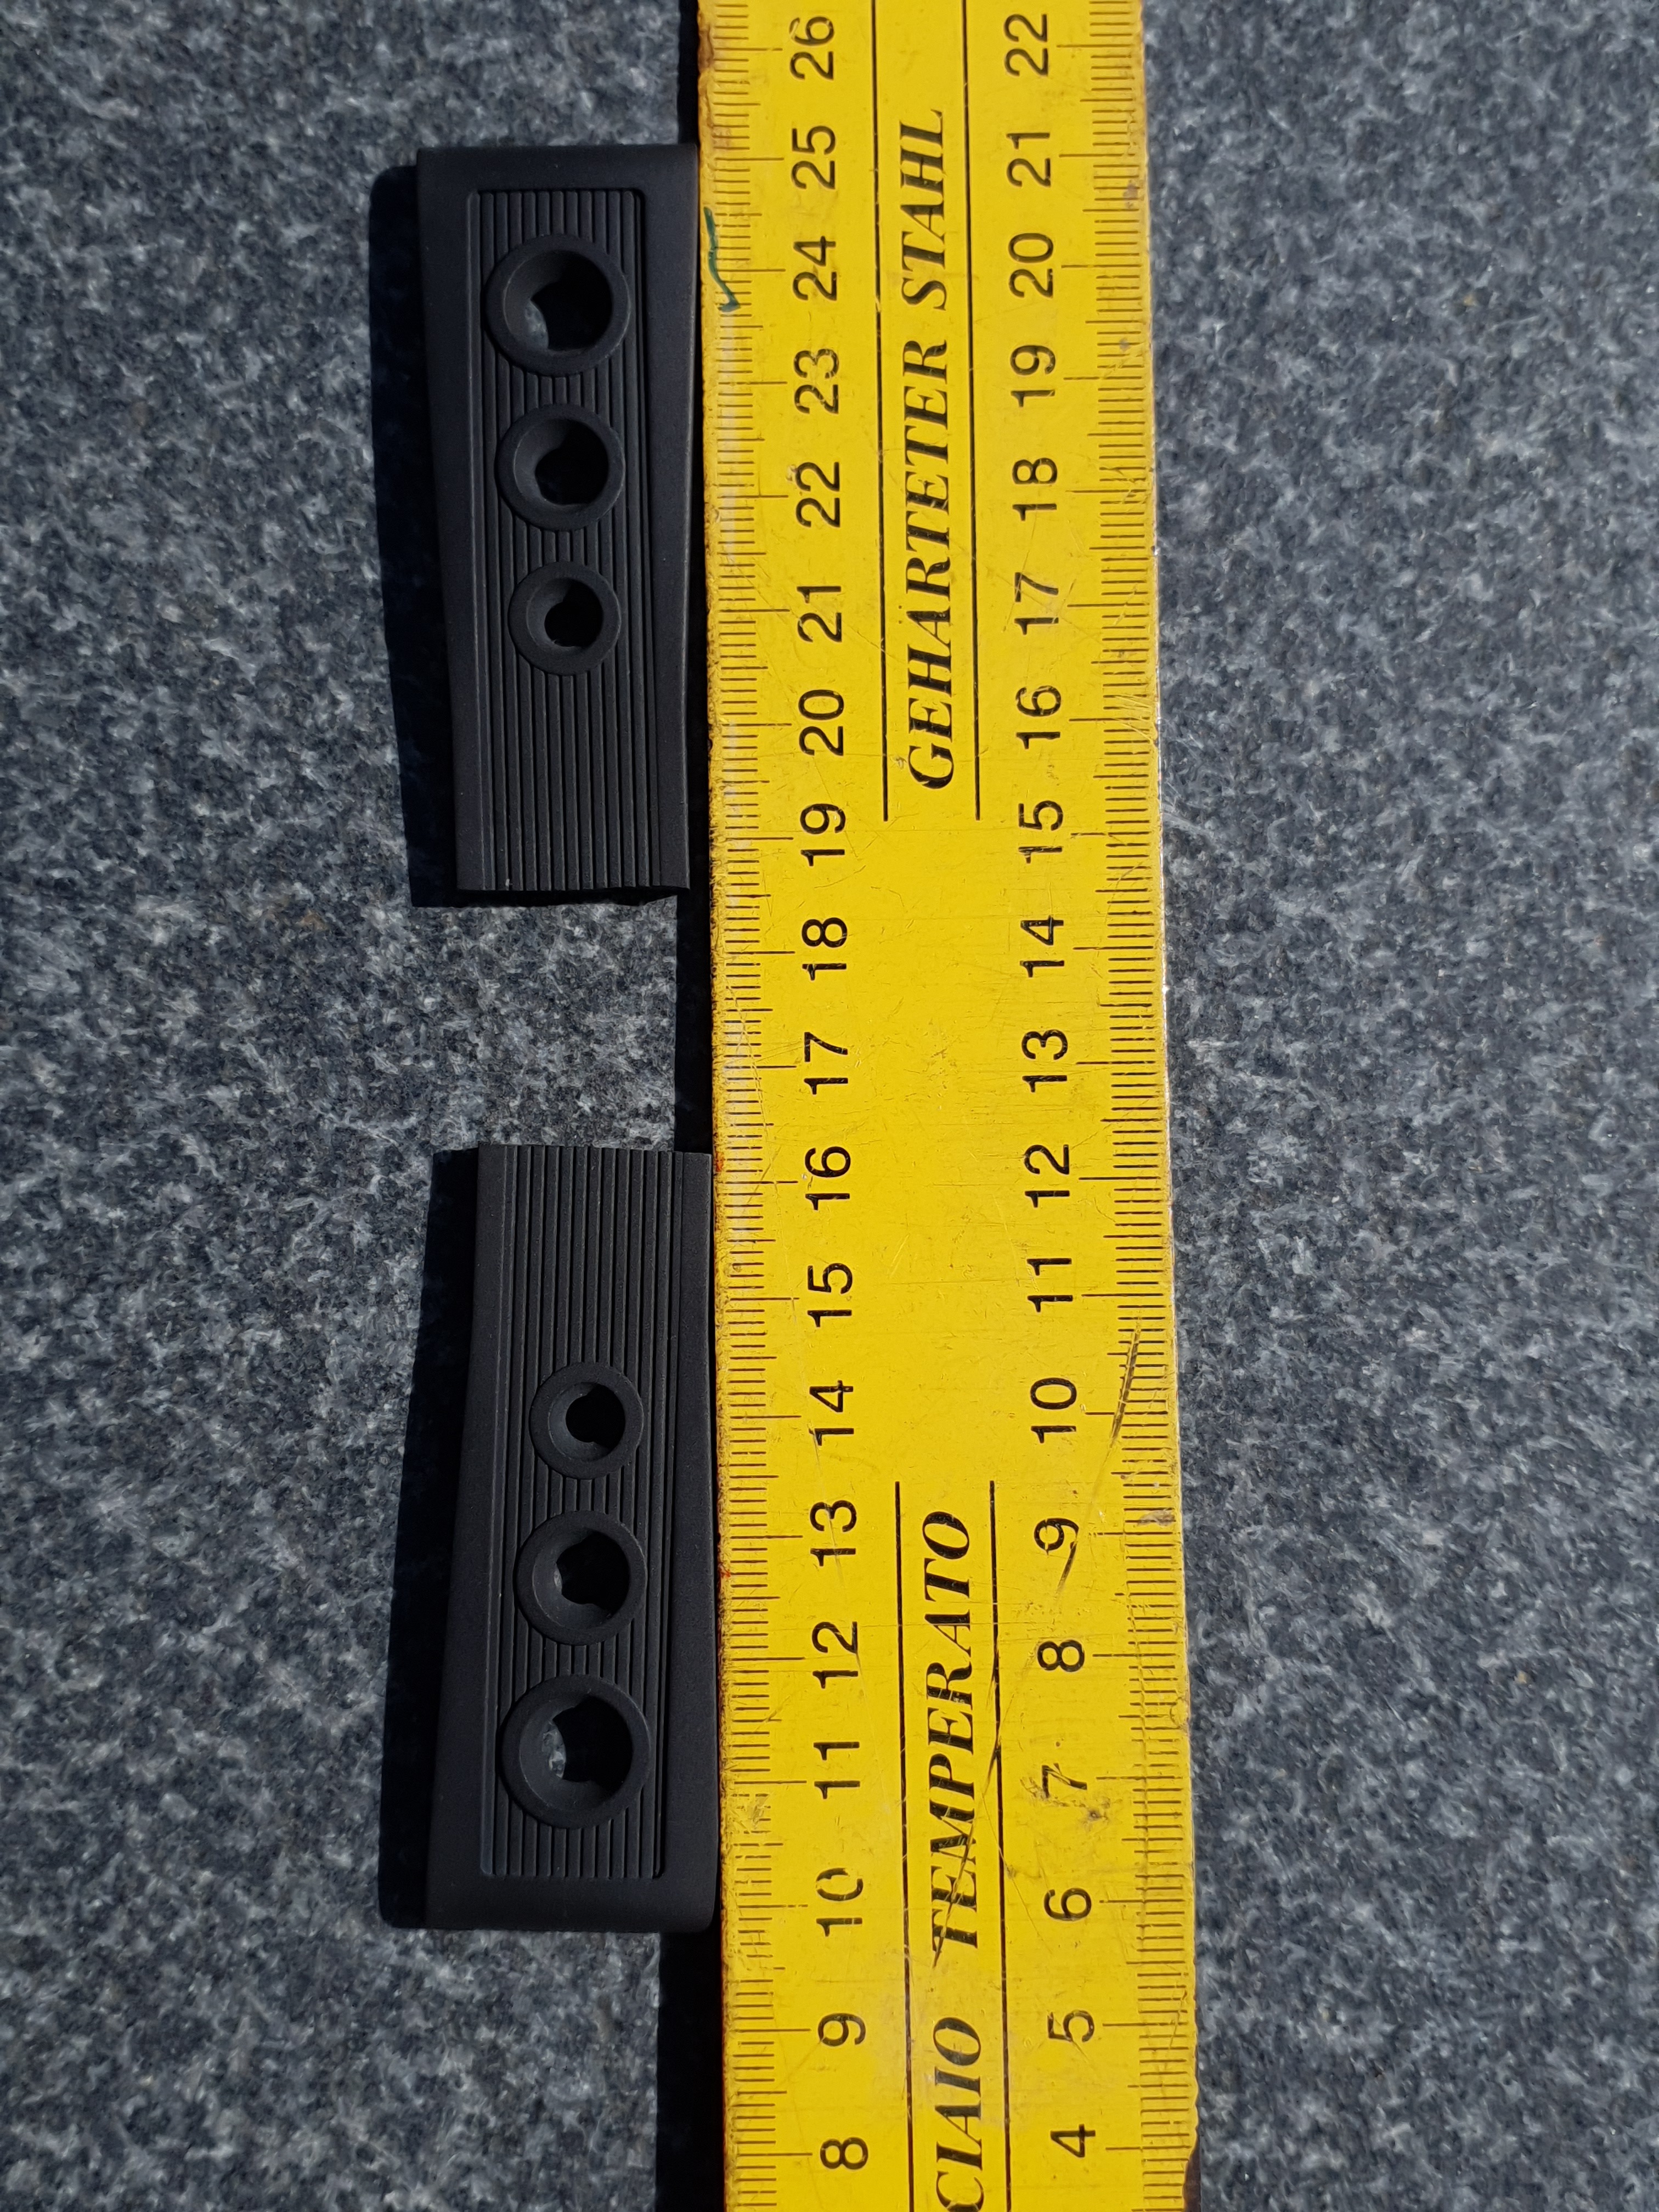 26 25 24 23 22 21 20 19 18 17 16 15 14 13 12 11 10 9 8
GEHÄRTETER STAHL
TEMPERATO
CIAIO
22 21 20 19 18 17 16 15 14 13 12 11 10 9 8 7 6 5 4